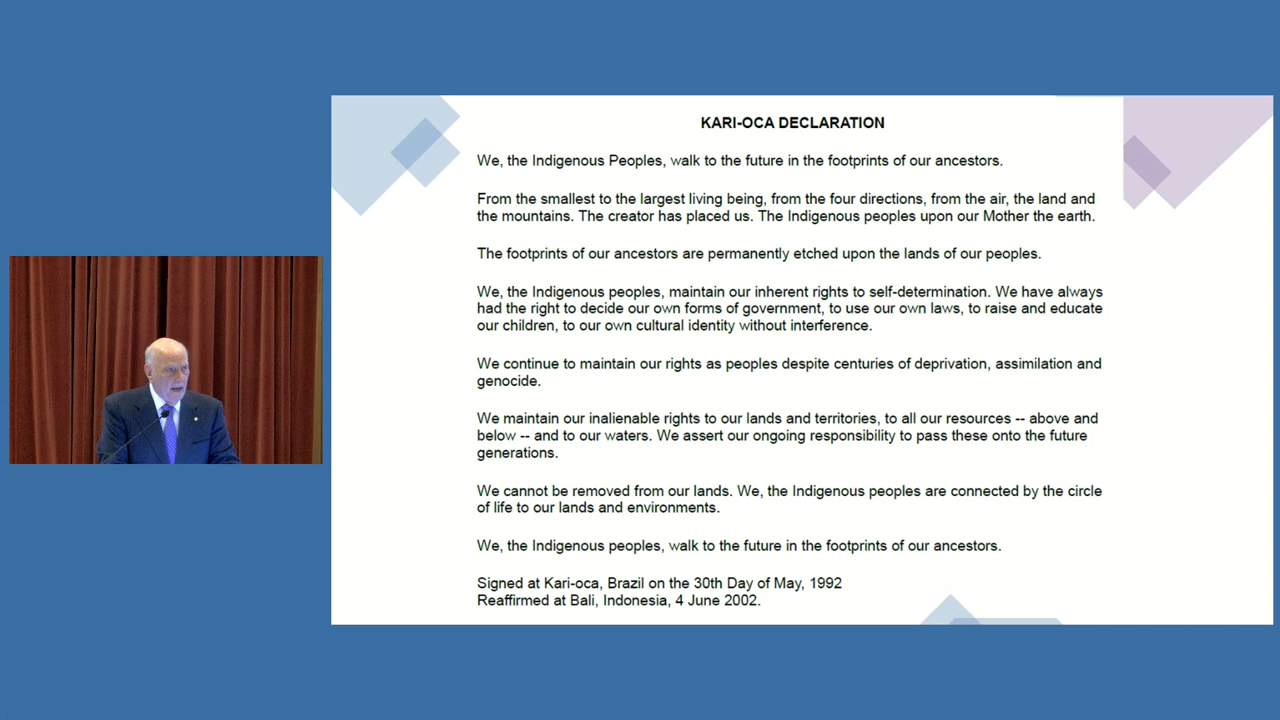 KARI-OCA DECLARATION
We, the Indigenous Peoples, walk to the future in the footprints of our ancestors.
From the smallest to the largest living being, from the four directions, from the air, the land and
the mountains. The creator has placed us. The Indigenous peoples upon our Mother the earth.
The footprints of our ancestors are permanently etched upon the lands of our peoples.
We, the Indigenous peoples, maintain our inherent rights to self-determination. We have always
had the right to decide our own forms of government, to use our own laws, to raise and educate
our children, to our own cultural identity without interference.
We continue to maintain our rights as peoples despite centuries of deprivation, assimilation and
genocide.
We maintain our inalienable rights to our lands and territories, to all our resources -- above and
below -- and to our waters. We assert our ongoing responsibility to pass these onto the future
generations.
We cannot be removed from our lands. We, the Indigenous peoples are connected by the circle
of life to our lands and environments.
We, the Indigenous peoples, walk to the future in the footprints of our ancestors.
Signed at Kari-oca, Brazil on the 30th Day of May, 1992
Reaffirmed at Bali, Indonesia, 4 June 2002.